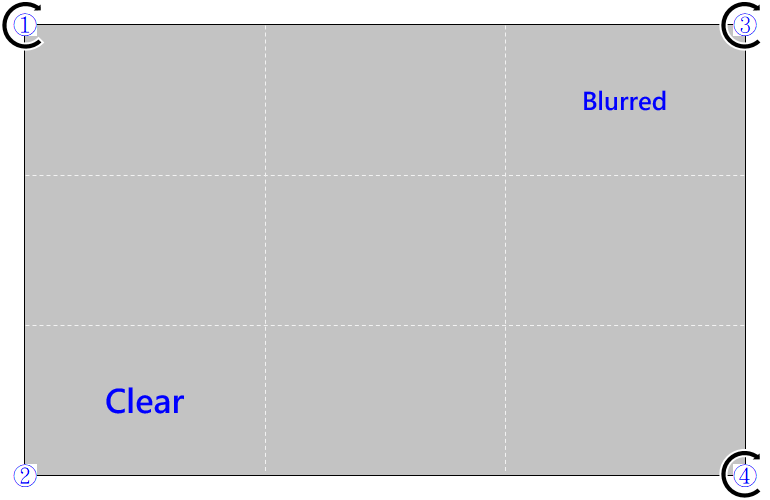 ① ③
Blurred
Clear
② ④